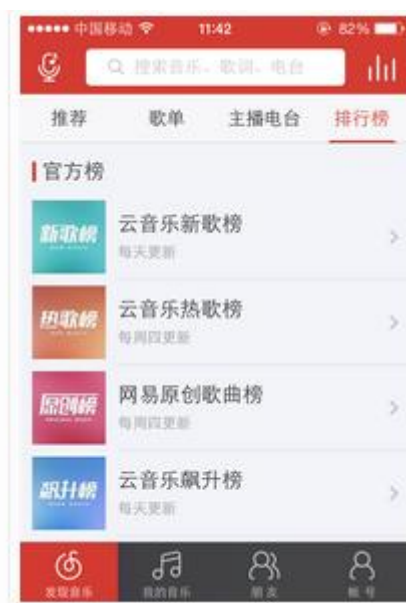 中国移动 11:42 82%
搜索音乐、歌词、电台
推荐 歌单 主播电台 排行榜
官方榜
新歌榜
云音乐新歌榜
每天更新
热歌榜
云音乐热歌榜
每周四更新
原创榜
网易原创歌曲榜
每周四更新
飙升榜
云音乐飙升榜
每天更新
发现音乐 我的音乐 朋友 帐号